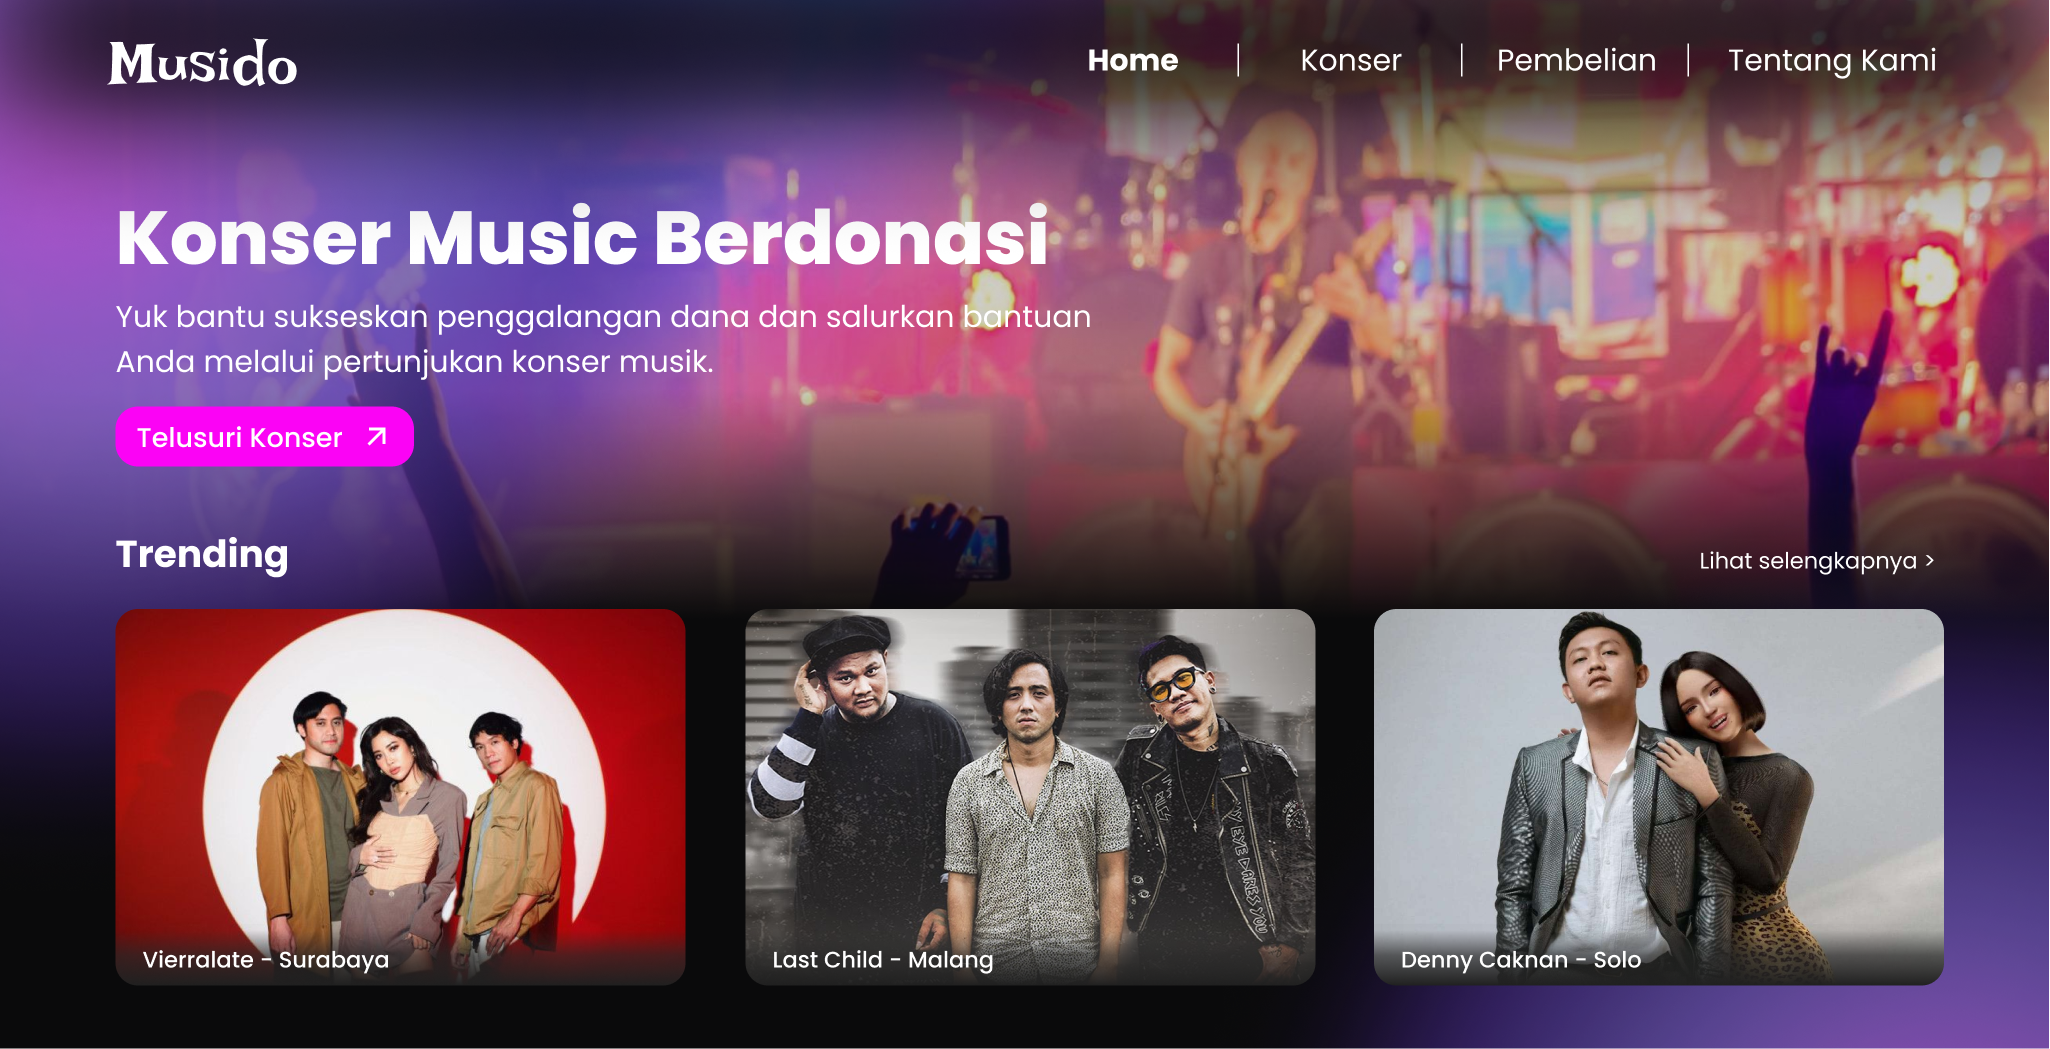 Musido
Home | Konser | Pembelian | Tentang Kami
Konser Music Berdonasi
Yuk bantu sukseskan penggalangan dana dan salurkan bantuan
Anda melalui pertunjukan konser musik.
Telusuri Konser
Trending
Lihat selengkapnya >
Vierralate - Surabaya
Last Child - Malang
Denny Caknan - Solo